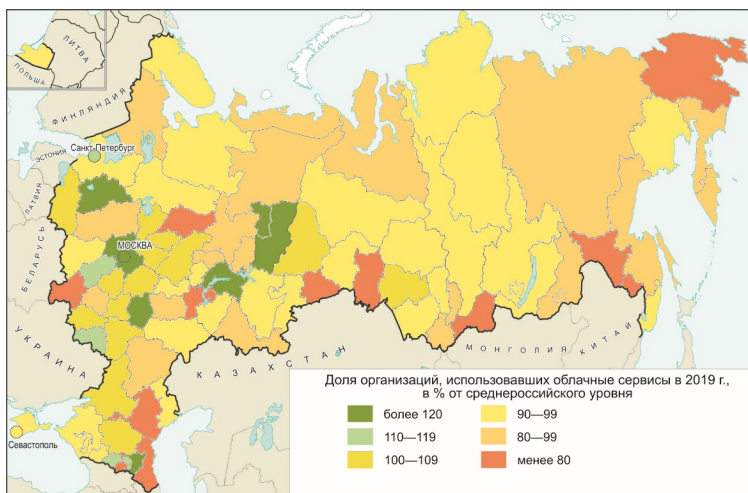 ЛИТВА
ПОЛЬША
ФИНЛЯНДИЯ
Санкт-Петербург
ЭСТОНИЯ
ЛАТВИЯ
БЕЛАРУСЬ
МОСКВА
УКРАИНА
КАЗАХСТАН
МОНГОЛИЯ
КИТАЙ
Севастополь
Доля организаций, использовавших облачные сервисы в 2019 г.,
в % от среднероссийского уровня
более 120
110—119
100—109
90—99
80—99
менее 80